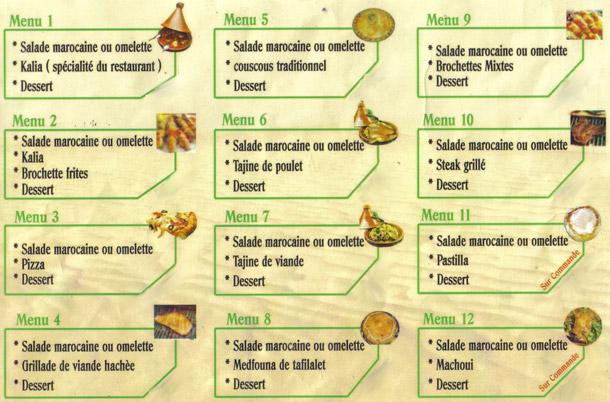 Menu 1
* Salade marocaine ou omelette
* Kalia ( spécialité du restaurant )
* Dessert
Menu 2
* Salade marocaine ou omelette
* Kalia
* Brochette frites
* Dessert
Menu 3
* Salade marocaine ou omelette
* Pizza
* Dessert
Menu 4
* Salade marocaine ou omelette
* Grillade de viande hachèe
* Dessert
Menu 5
* Salade marocaine ou omelette
* couscous traditionnel
* Dessert
Menu 6
* Salade marocaine ou omelette
* Tajine de poulet
* Dessert
Menu 7
* Salade marocaine ou omelette
* Tajine de viande
* Dessert
Menu 8
* Salade marocaine ou omelette
* Medfouna de tafilalet
* Dessert
Menu 9
* Salade marocaine ou omelette
* Brochettes Mixtes
* Dessert
Menu 10
* Salade marocaine ou omelette
* Steak grillé
* Dessert
Menu 11
* Salade marocaine ou omelette
* Pastilla
* Dessert
Sur Commande
Menu 12
* Salade marocaine ou omelette
* Machoui
* Dessert
Sur Commande